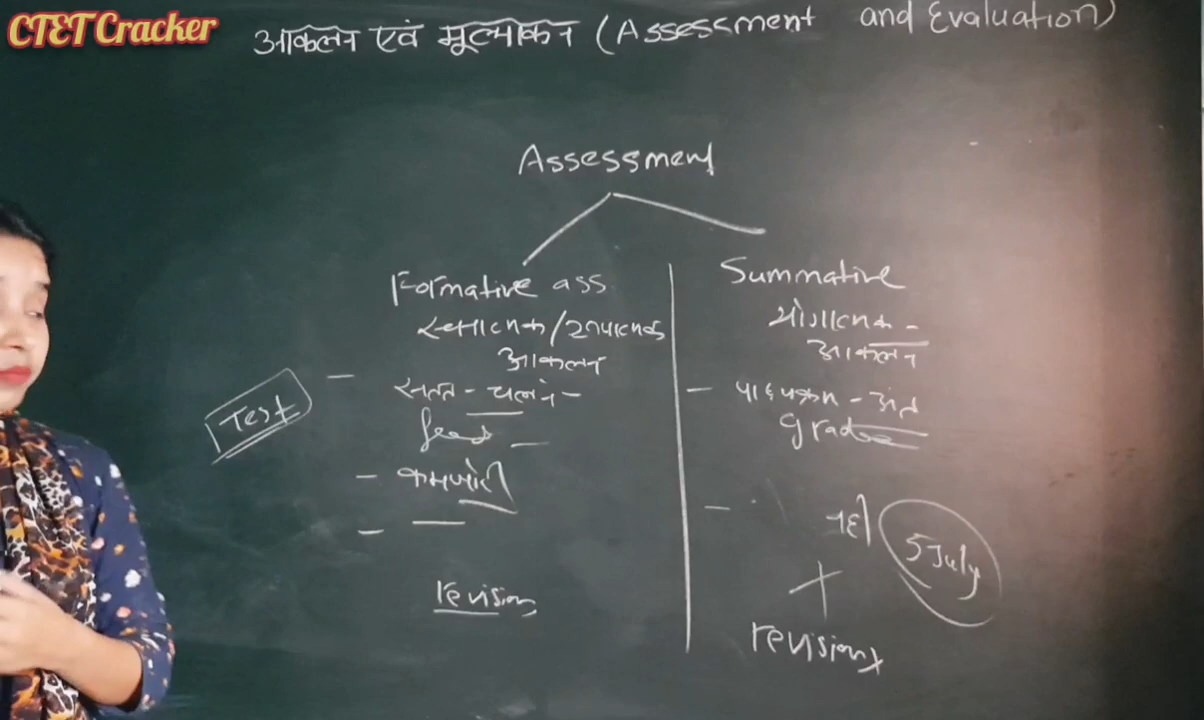 CTET Cracker
आकलन एवं मूल्याकन (Assessment and Evaluation)
Assessment
Formative ass
रचनात्मक/रूपात्मक
आकलन
सतत - चलने -
feed
कमजोरी
revision
Test
Summative
योगात्मक -
आकलन
पाठ्यक्रम - अंत
Grade
नहीं
5 July
revision x